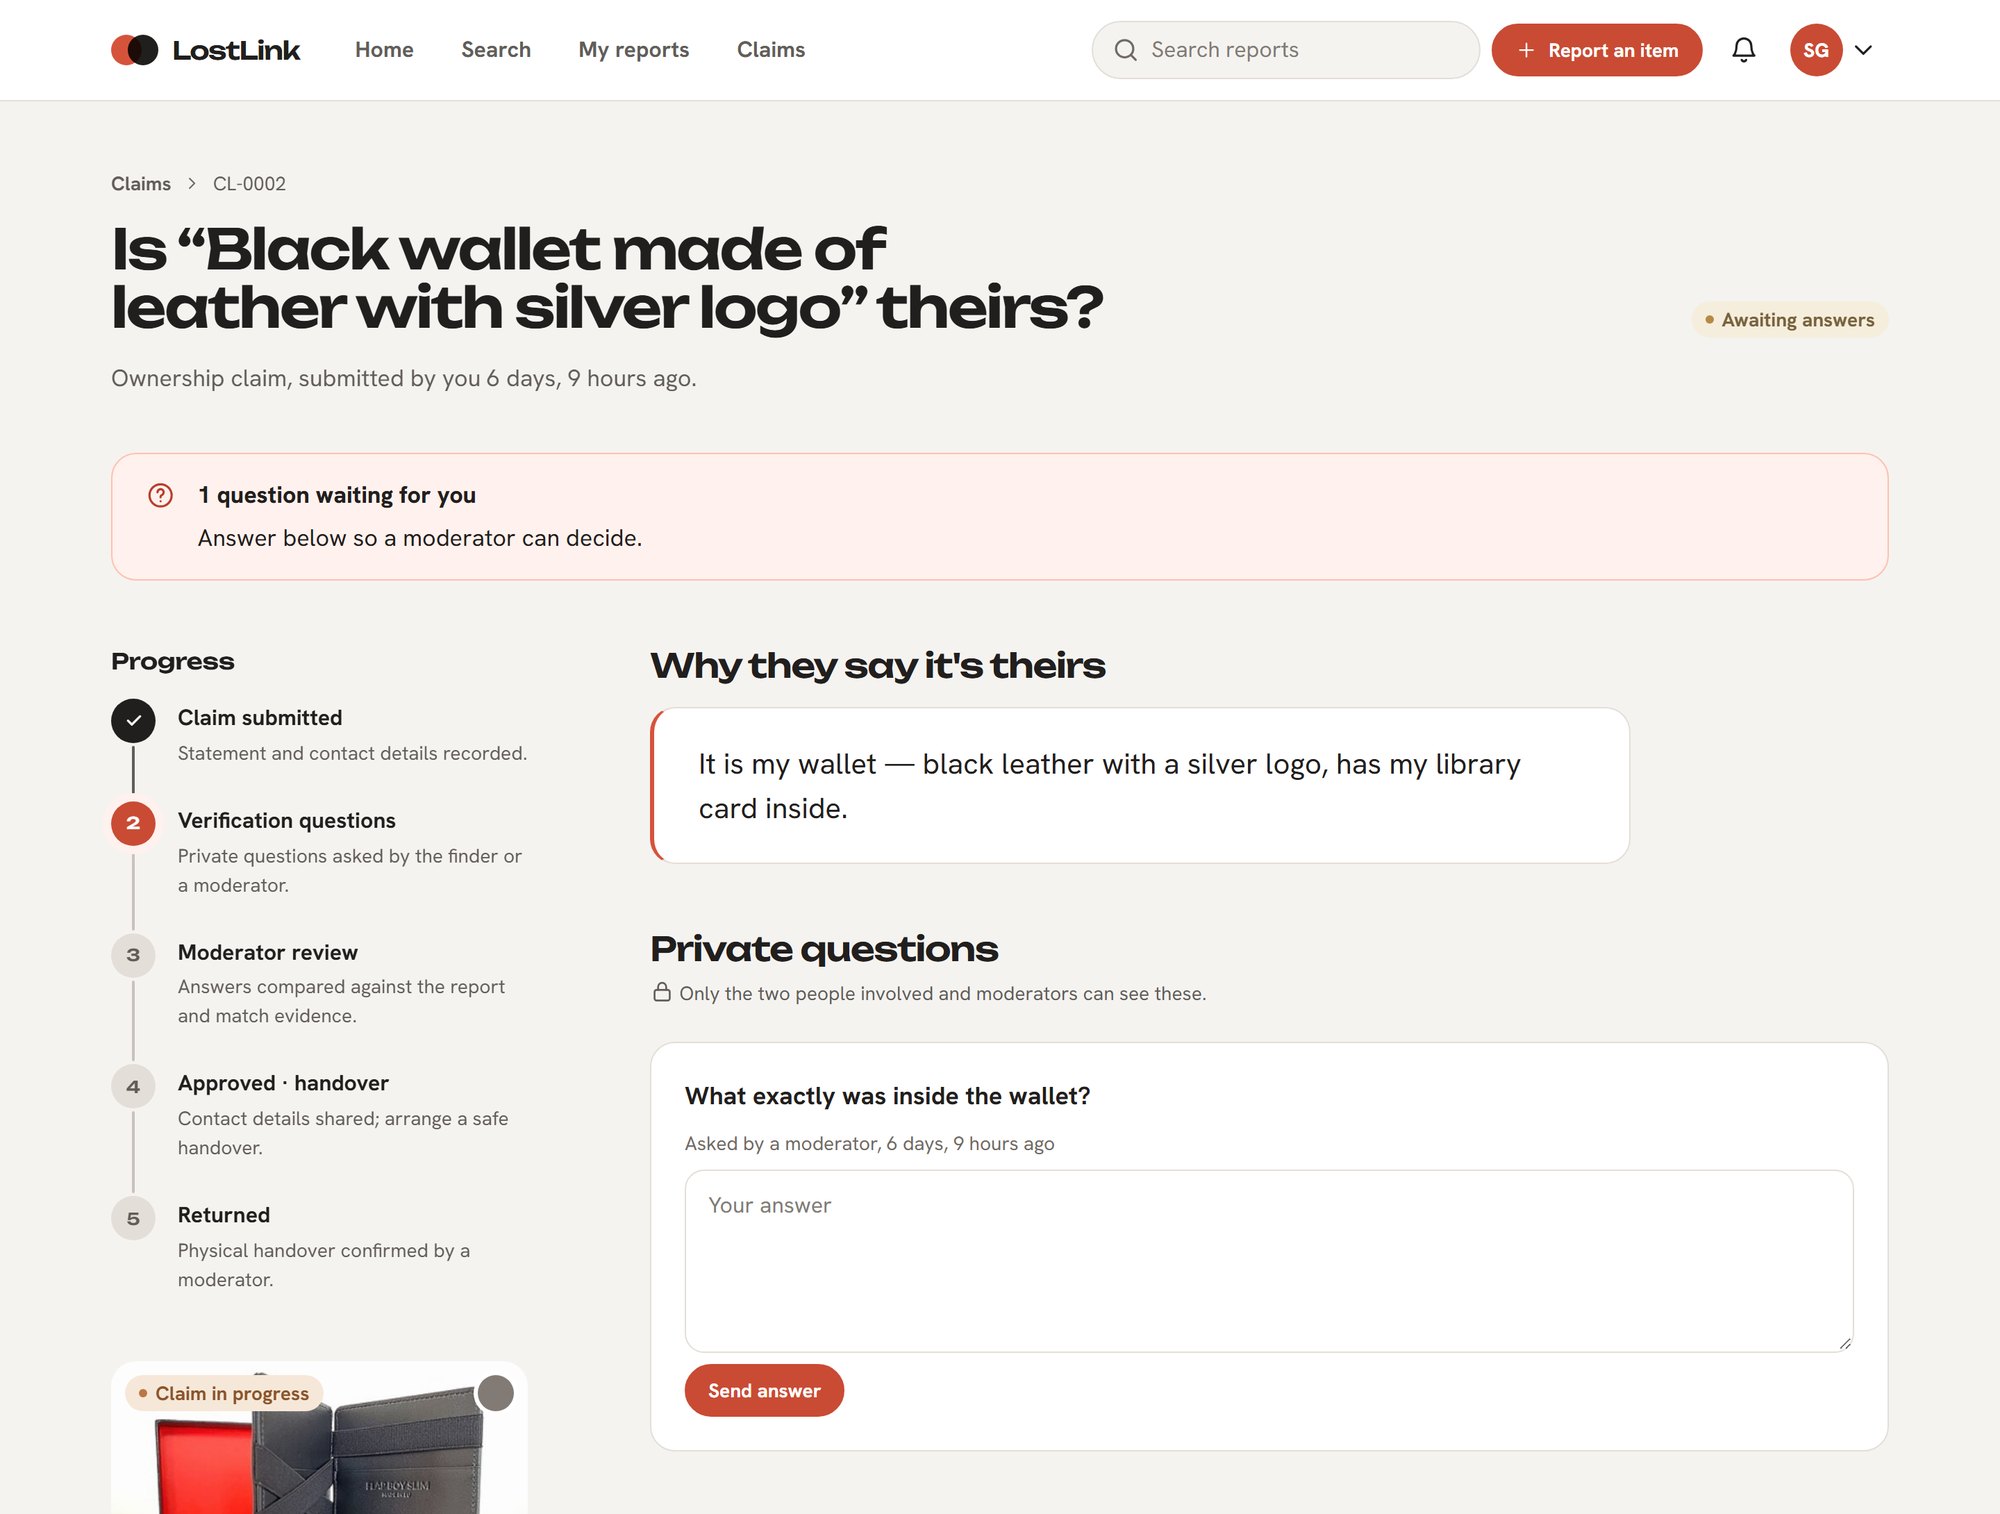 LostLink
Home
Search
My reports
Claims
Search reports
Report an item
SG
Claims > CL-0002
Is “Black wallet made of
leather with silver logo” theirs?
Awaiting answers
Ownership claim, submitted by you 6 days, 9 hours ago.
1 question waiting for you
Answer below so a moderator can decide.
Progress
Claim submitted
Statement and contact details recorded.
2
Verification questions
Private questions asked by the finder or
a moderator.
3
Moderator review
Answers compared against the report
and match evidence.
4
Approved · handover
Contact details shared; arrange a safe
handover.
5
Returned
Physical handover confirmed by a
moderator.
Claim in progress
Why they say it's theirs
It is my wallet — black leather with a silver logo, has my library
card inside.
Private questions
Only the two people involved and moderators can see these.
What exactly was inside the wallet?
Asked by a moderator, 6 days, 9 hours ago
Your answer
Send answer